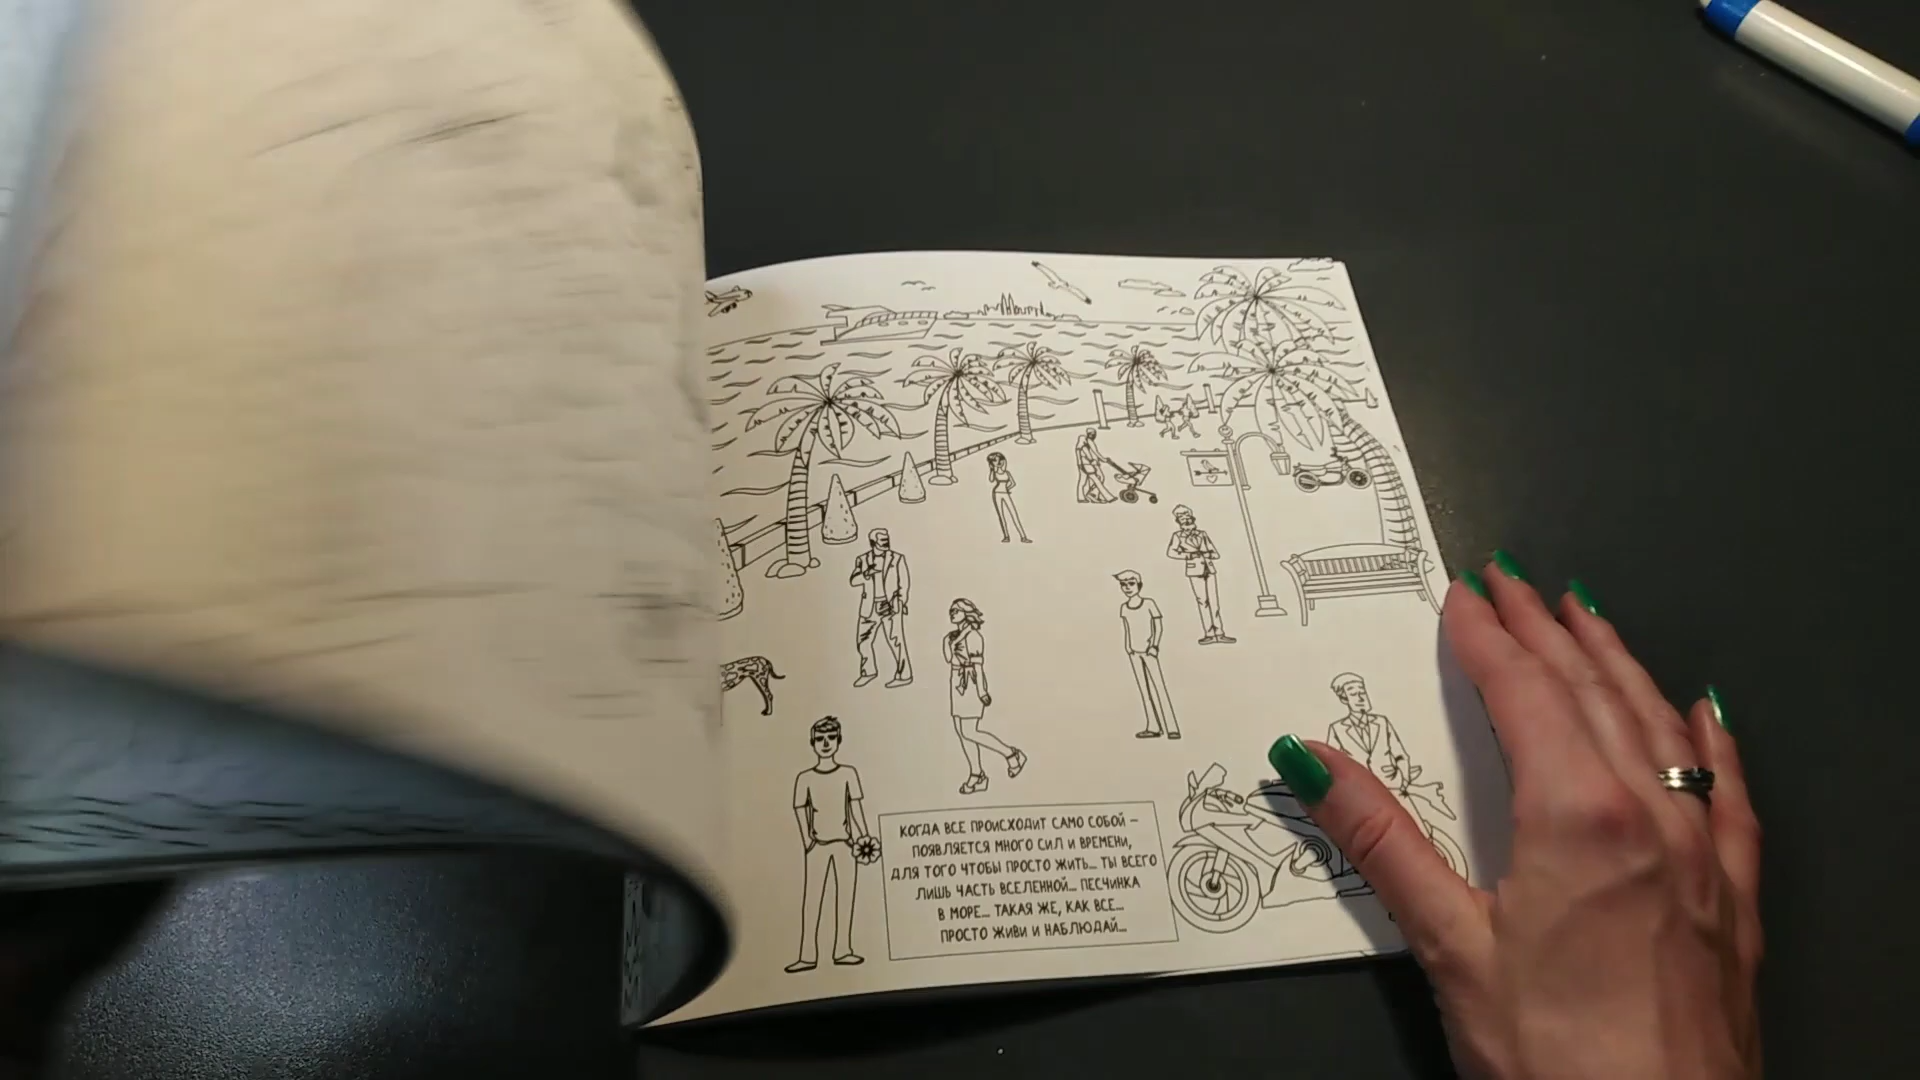 КОГДА ВСЕ ПРОИСХОДИТ САМО СОБОЙ –
ПОЯВЛЯЕТСЯ МНОГО СИЛ И ВРЕМЕНИ,
ДЛЯ ТОГО ЧТОБЫ ПРОСТО ЖИТЬ... ТЫ ВСЕГО
ЛИШЬ ЧАСТЬ ВСЕЛЕННОЙ... ПЕСЧИНКА
В МОРЕ... ТАКАЯ ЖЕ, КАК ВСЕ...
ПРОСТО ЖИВИ И НАБЛЮДАЙ...